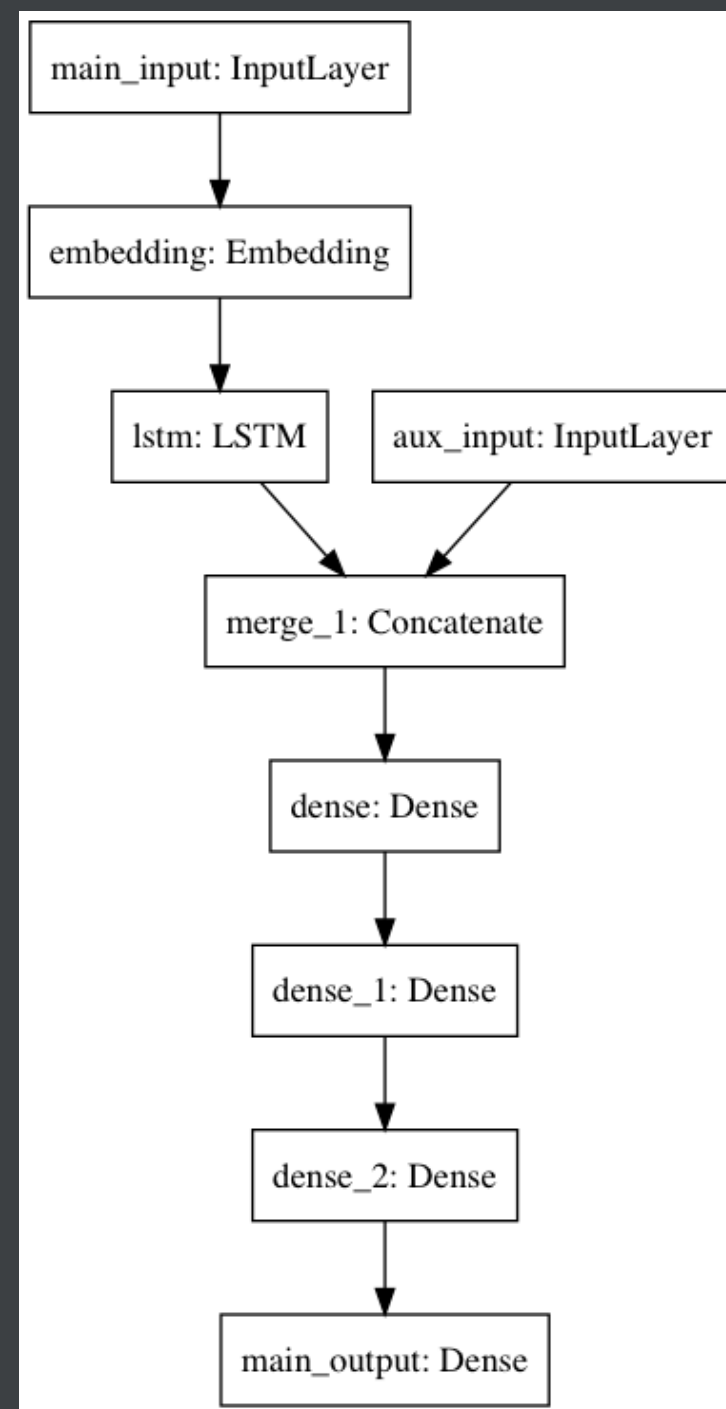 main_input: InputLayer
embedding: Embedding
lstm: LSTM
aux_input: InputLayer
merge_1: Concatenate
dense: Dense
dense_1: Dense
dense_2: Dense
main_output: Dense